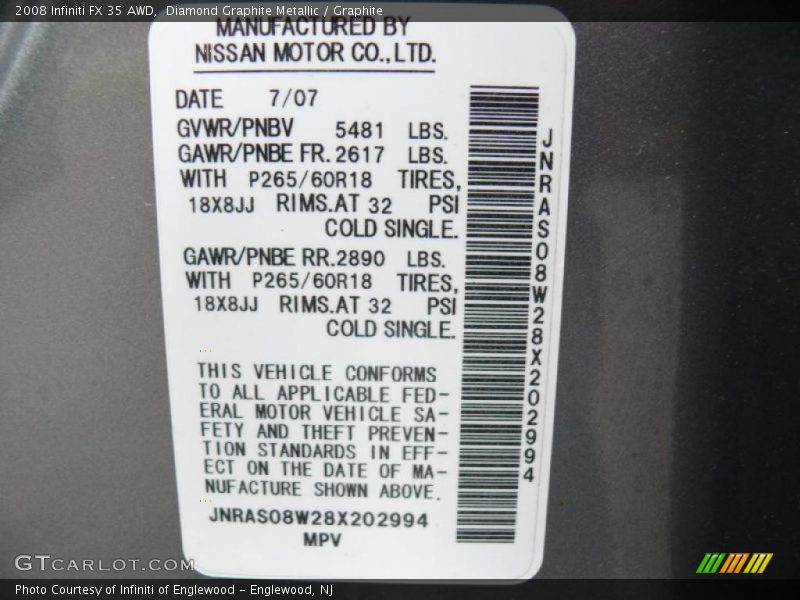 2008 Infiniti FX 35 AWD, Diamond Graphite Metallic / Graphite
MANUFACTURED BY
NISSAN MOTOR CO.,LTD.
DATE 7/07
GVWR/PNBV 5481 LBS.
GAWR/PNBE FR.2617 LBS.
WITH P265/60R18 TIRES,
18X8JJ RIMS.AT 32 PSI
COLD SINGLE.
GAWR/PNBE RR.2890 LBS.
WITH P265/60R18 TIRES,
18X8JJ RIMS.AT 32 PSI
COLD SINGLE.
THIS VEHICLE CONFORMS
TO ALL APPLICABLE FED-
ERAL MOTOR VEHICLE SA-
FETY AND THEFT PREVEN-
TION STANDARDS IN EFF-
ECT ON THE DATE OF MA-
NUFACTURE SHOWN ABOVE.
JNRAS08W28X202994
MPV
JNRAS08W28X202994
GTCarLot.com
Photo Courtesy of Infiniti of Englewood - Englewood, NJ